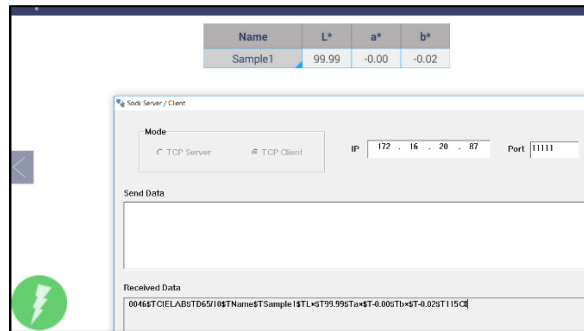 Name L* a* b*
Sample1 99.99 -0.00 -0.02
Sock Server / Client
Mode
TCP Server TCP Client
IP 172 . 16 . 20 . 87 Port 11111
Send Data
Received Data
0046$TCIELAB$TD65/10$TName$TSample1$TL*$T99.99$Ta*$T-0.00$Tb*$T-0.02$T115C$